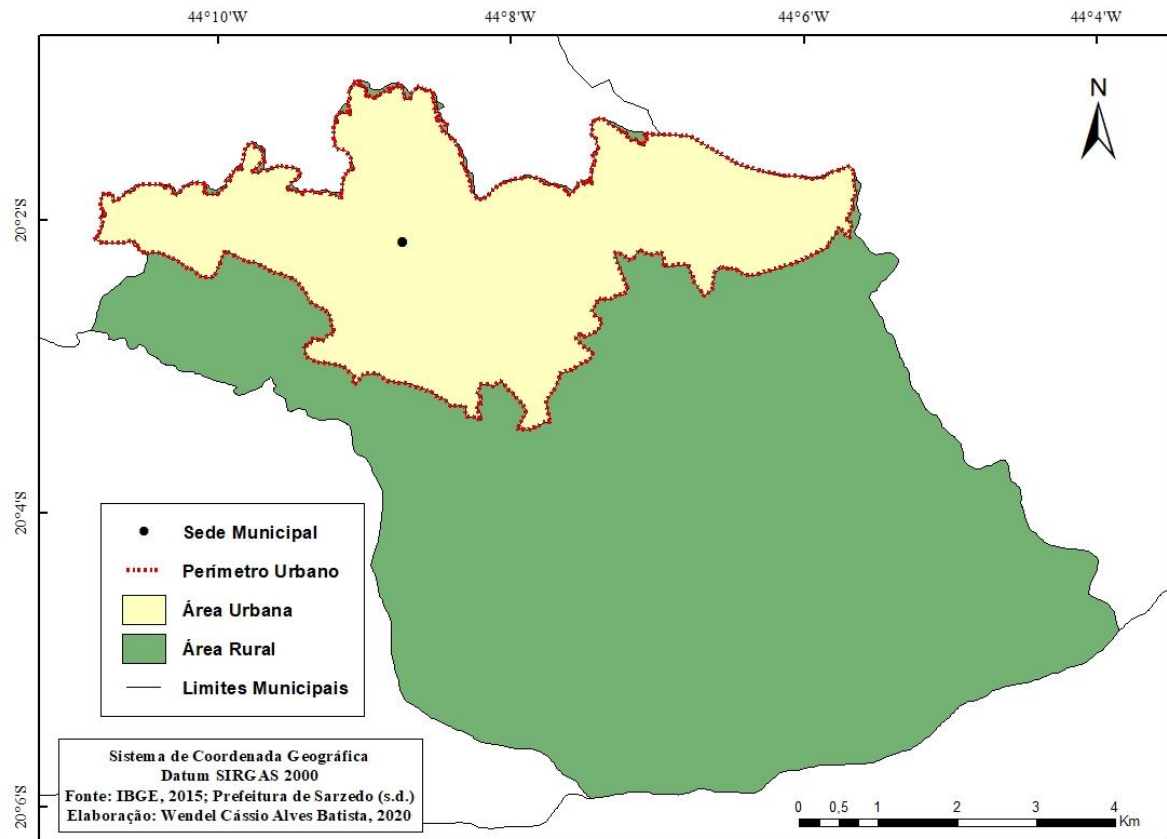 44°10'W
44°8'W
44°6'W
44°4'W
N
20°2'S
20°4'S
20°6'S
Sede Municipal
Perímetro Urbano
Área Urbana
Área Rural
Limites Municipais
Sistema de Coordenada Geográfica
Datum SIRGAS 2000
Fonte: IBGE, 2015; Prefeitura de Sarzedo (s.d.)
Elaboração: Wendel Cássio Alves Batista, 2020
0 0,5 1 2 3 4
Km